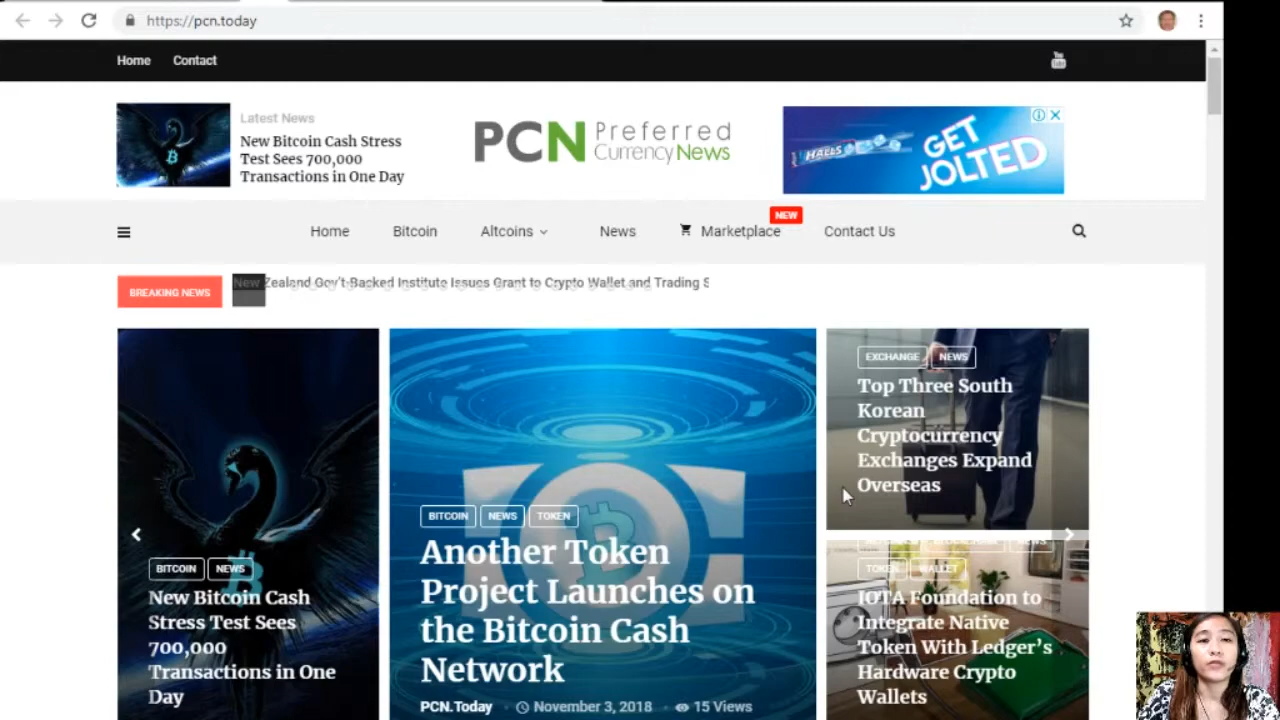 https://pcn.today
Home Contact
You
Latest News
New Bitcoin Cash Stress
Test Sees 700,000
Transactions in One Day
PCN Preferred
Currency News
HALLS
GET
JOLTED
NEW
Home Bitcoin Altcoins News Marketplace Contact Us
BREAKING NEWS
New Zealand Gov't-Backed Institute Issues Grant to Crypto Wallet and Trading S
BITCOIN NEWS
New Bitcoin Cash
Stress Test Sees
700,000
Transactions in One
Day
BITCOIN NEWS TOKEN
Another Token
Project Launches on
the Bitcoin Cash
Network
PCN.Today November 3, 2018 15 Views
EXCHANGE NEWS
Top Three South
Korean
Cryptocurrency
Exchanges Expand
Overseas
TOKEN WALLET
IOTA Foundation to
Integrate Native
Token With Ledger's
Hardware Crypto
Wallets